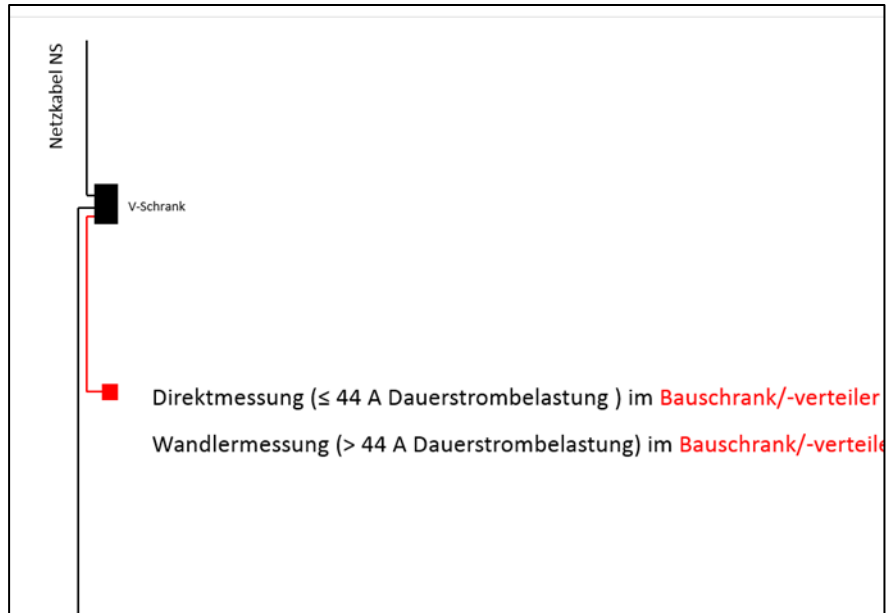 Netzkabel NS
V-Schrank
Direktmessung (≤ 44 A Dauerstrombelastung ) im Bauschrank/-verteiler
Wandlermessung (> 44 A Dauerstrombelastung) im Bauschrank/-verteile